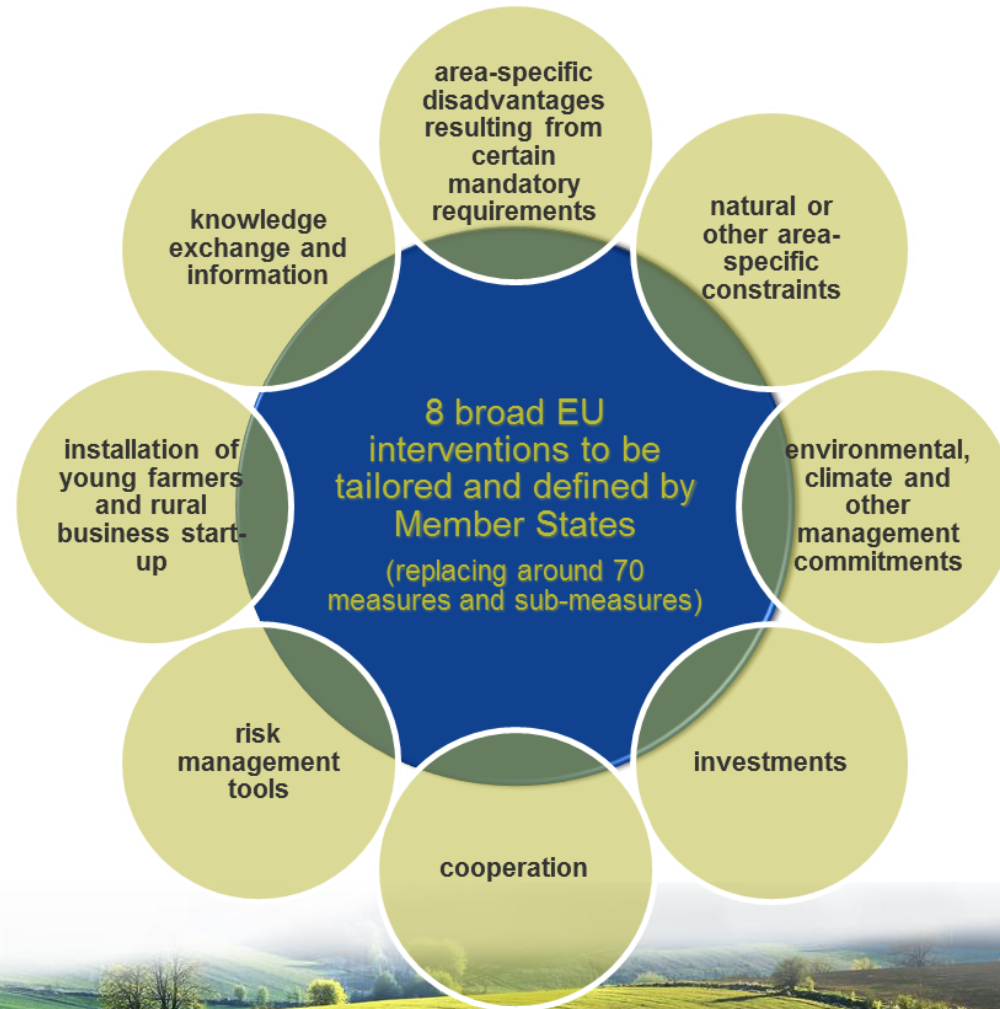 area-specific
disadvantages
resulting from
certain
mandatory
requirements
natural or
other area-
specific
constraints
environmental,
climate and
other
management
commitments
investments
cooperation
risk
management
tools
installation of
young farmers
and rural
business start-
up
knowledge
exchange and
information
8 broad EU
interventions to be
tailored and defined by
Member States
(replacing around 70
measures and sub-measures)